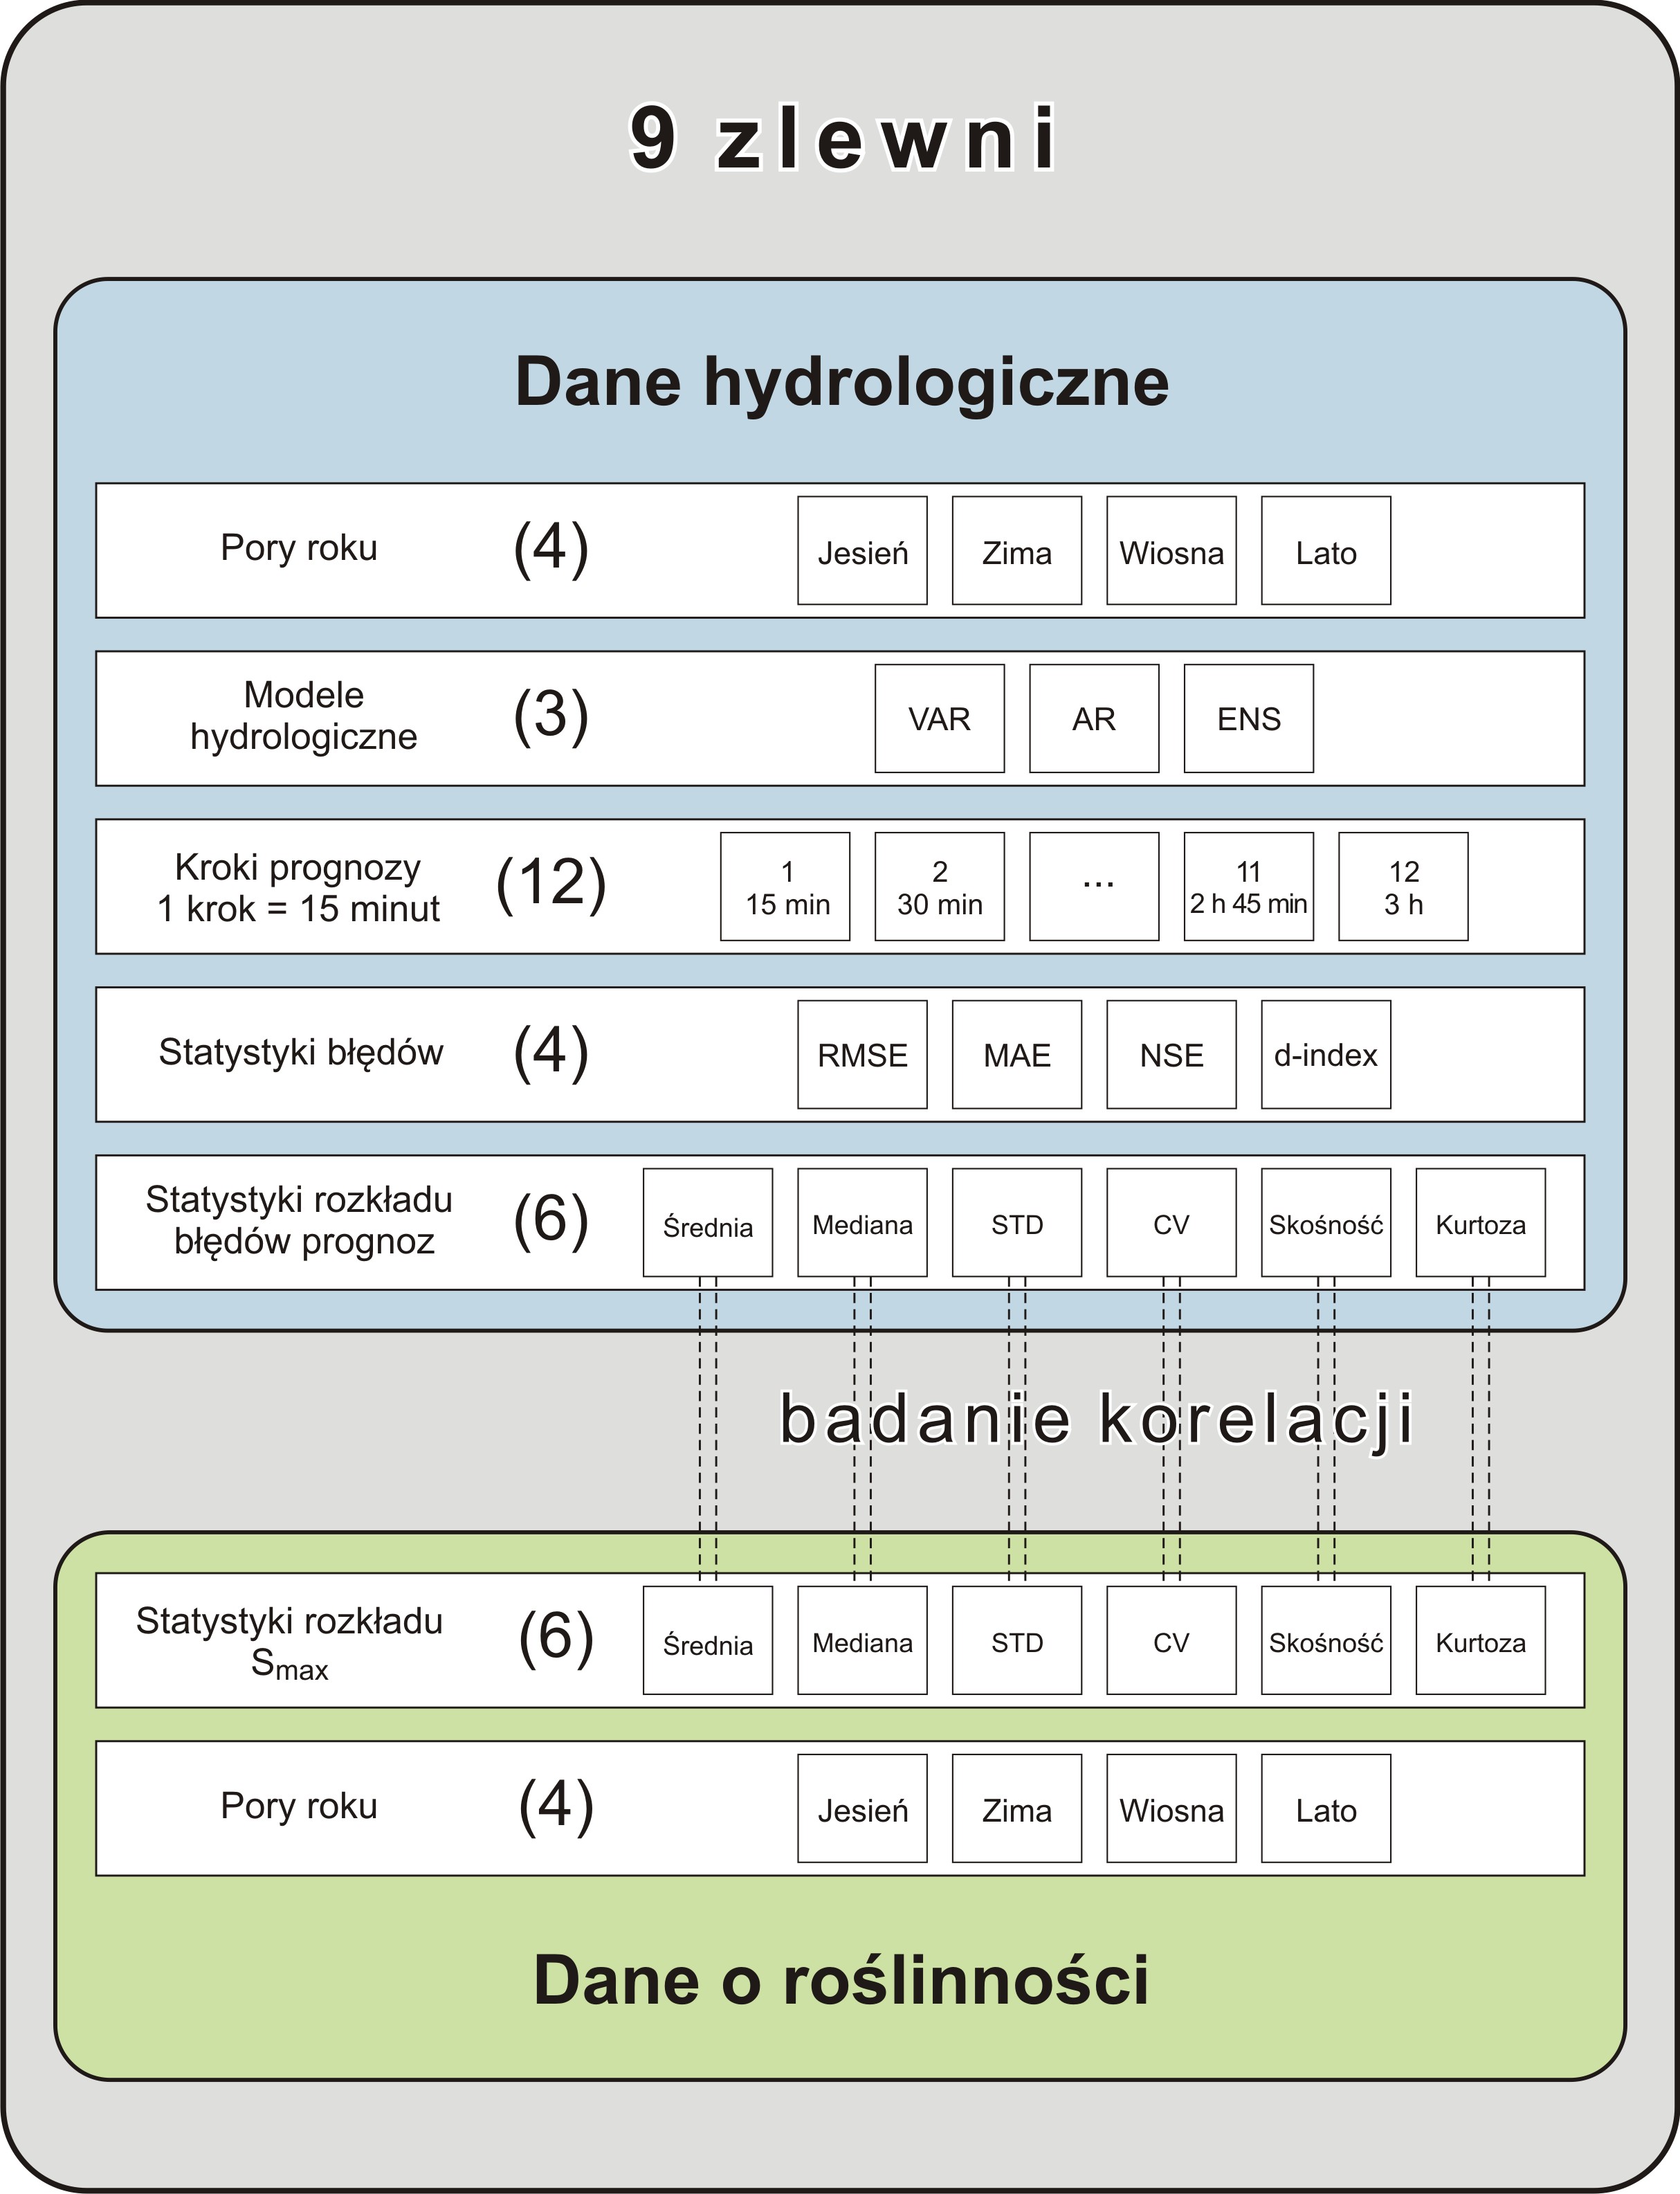 9 zlewni
Dane hydrologiczne
Pory roku (4) Jesień Zima Wiosna Lato
Modele
hydrologiczne
(3) VAR AR ENS
Kroki prognozy
1 krok = 15 minut
(12)
1
15 min
2
30 min
...
11
2 h 45 min
12
3 h
Statystyki błędów (4) RMSE MAE NSE d-index
Statystyki rozkładu
błędów prognoz
(6) Średnia Mediana STD CV Skośność Kurtoza
badanie korelacji
Statystyki rozkładu
Smax
(6) Średnia Mediana STD CV Skośność Kurtoza
Pory roku (4) Jesień Zima Wiosna Lato
Dane o roślinności